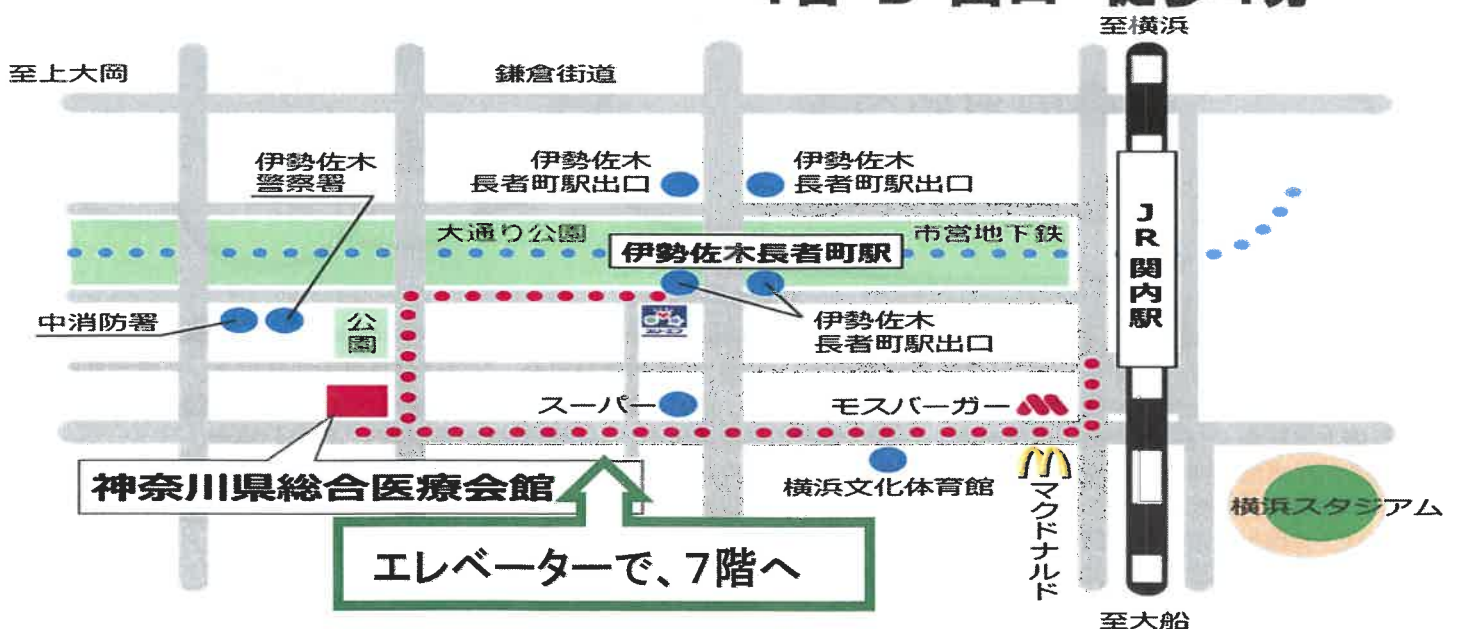 至横浜
至上大岡
鎌倉街道
伊勢佐木
警察署
伊勢佐木
長者町駅出口
伊勢佐木
長者町駅出口
大通り公園
市営地下鉄
伊勢佐木長者町駅
JR関内駅
中消防署
公園
伊勢佐木
長者町駅出口
スーパー
モスバーガー
神奈川県総合医療会館
横浜文化体育館
マクドナルド
横浜スタジアム
エレベーターで、7階へ
至大船